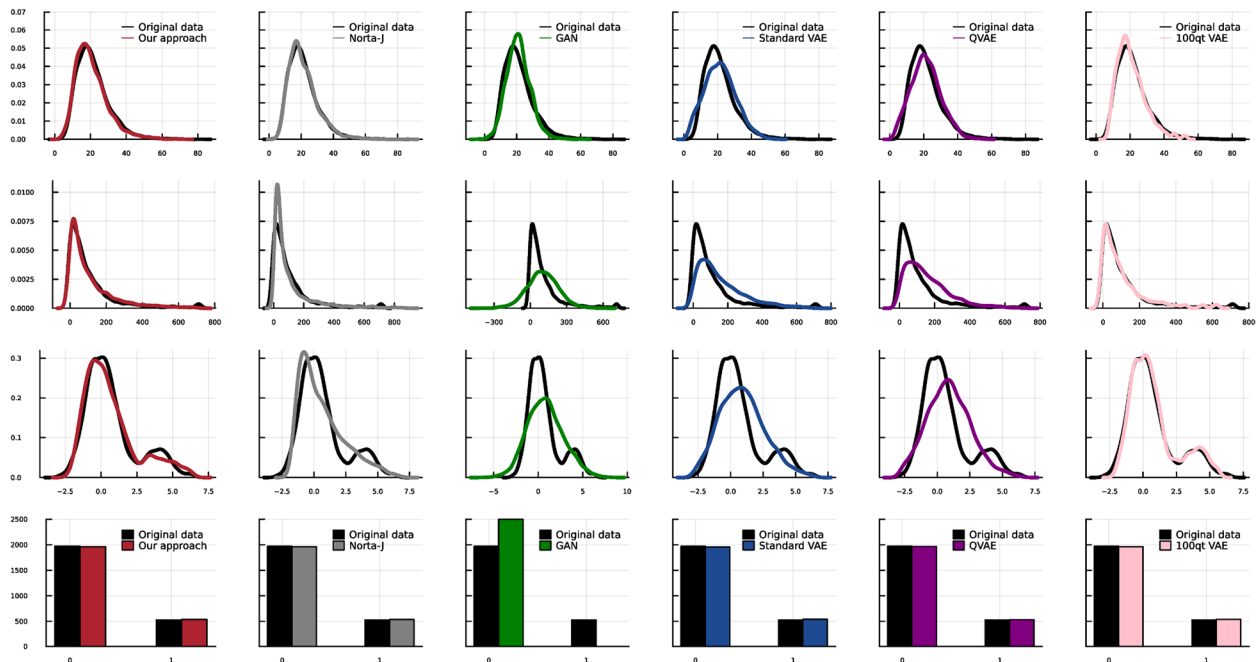 0.07
0.06
0.05
0.04
0.03
0.02
0.01
0.00
Original data
Our approach
0 20 40 60 80
Original data
Norta-J
0 20 40 60 80
Original data
GAN
0 20 40 60 80
Original data
Standard VAE
0 20 40 60 80
Original data
QVAE
0 20 40 60 80
Original data
100qt VAE
0 20 40 60 80
0.0100
0.0075
0.0050
0.0025
0.0000
0 200 400 600 800
0 200 400 600 800
−300 0 300 600
0 200 400 600 800
0 200 400 600 800
0 200 400 600 800
0.3
0.2
0.1
0.0
−2.5 0.0 2.5 5.0 7.5
−2.5 0.0 2.5 5.0 7.5
−5 0 5 10
−2.5 0.0 2.5 5.0 7.5
−2.5 0.0 2.5 5.0 7.5
−2.5 0.0 2.5 5.0 7.5
2500
2000
1500
1000
500
0
Original data
Our approach
0 1
Original data
Norta-J
0 1
Original data
GAN
0 1
Original data
Standard VAE
0 1
Original data
QVAE
0 1
Original data
100qt VAE
0 1